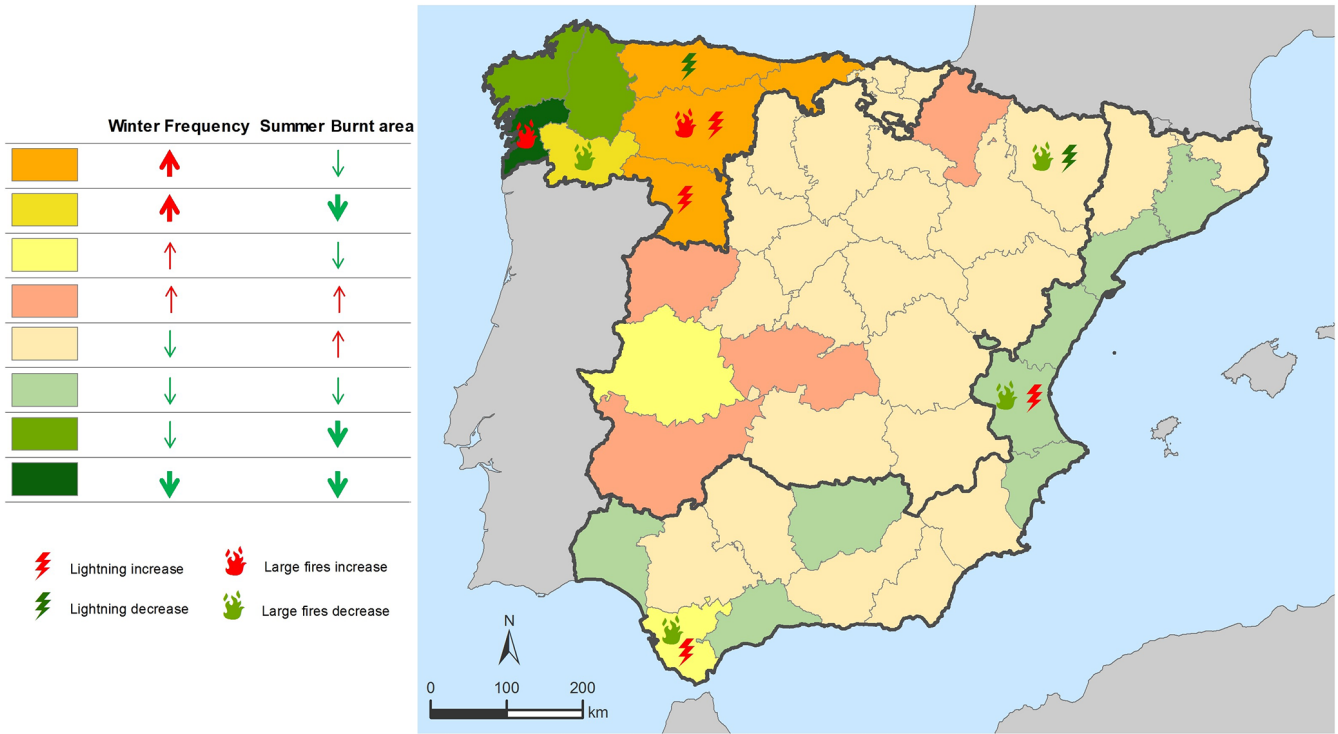 Winter Frequency Summer Burnt area
Lightning increase Large fires increase
Lightning decrease Large fires decrease
N
0 100 200
km